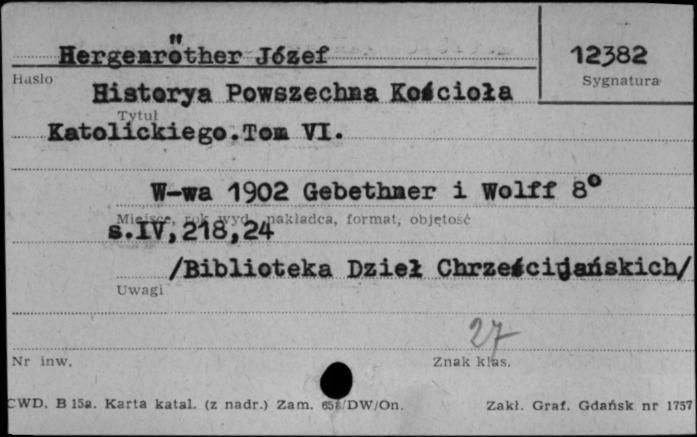 Hergenröther Józef
12382
Hasło
Sygnatura
Historya Powszechna Kościoła
Tytuł
Katolickiego.Tom VI.
W-wa 1902 Gebethner i Wolff 8°
Miejsce, rok wyd., nakładca, format, objętość
s.IV,218,24
/Biblioteka Dzieł Chrześcijańskich/
Uwagi
27
Nr inw.
Znak klas.
CWD. B 15a. Karta katal. (z nadr.) Zam. /DW/On.
Zakł. Graf. Gdańsk nr 1757